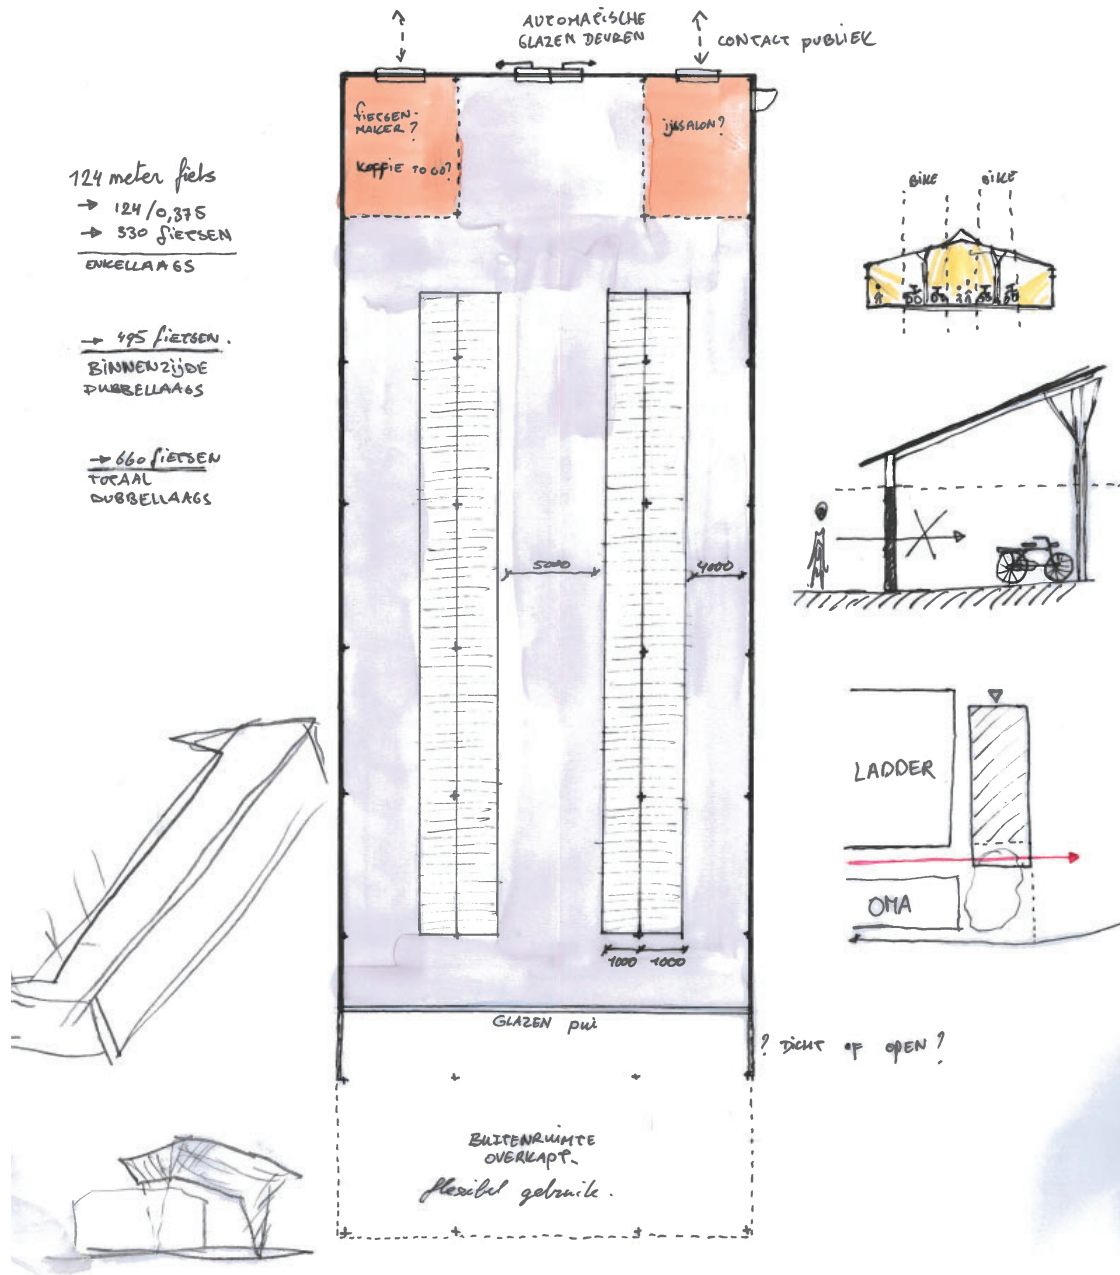 AUTOMATISCHE
GLAZEN DEUREN
CONTACT PUBLIEK
fietsen-
MAKER?
KOFFIE TO GO?
ijssALON?
124 meter fiets
→ 124/0,375
→ 330 fietsen
ENKELLAAGS
→ 495 fietsen.
BINNENZIJDE
DUBBELLAAGS
→ 660 fietsen
TOTAAL
DUBBELLAAGS
BIKE
BIKE
5000
4000
LADDER
OMA
1000
1000
GLAZEN pui
? DICHT OF OPEN?
BUITENRUIMTE
OVERKAPT.
flexibel gebruik.